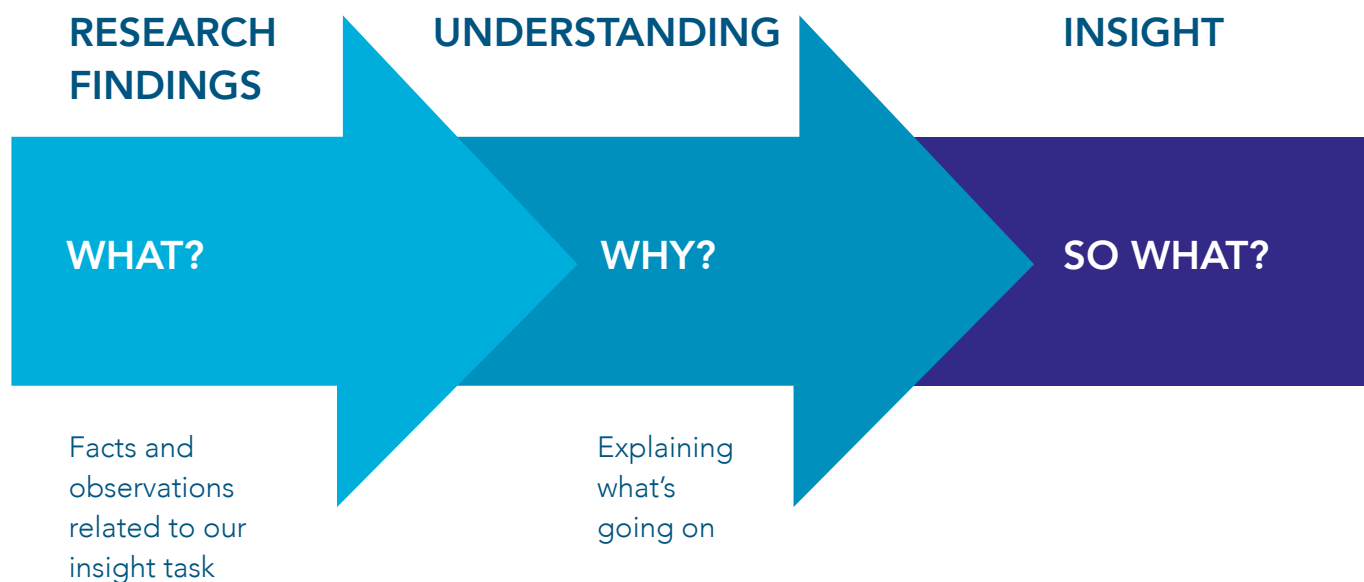 RESEARCH
FINDINGS
UNDERSTANDING
INSIGHT
WHAT?
WHY?
SO WHAT?
Facts and
observations
related to our
insight task
Explaining
what's
going on